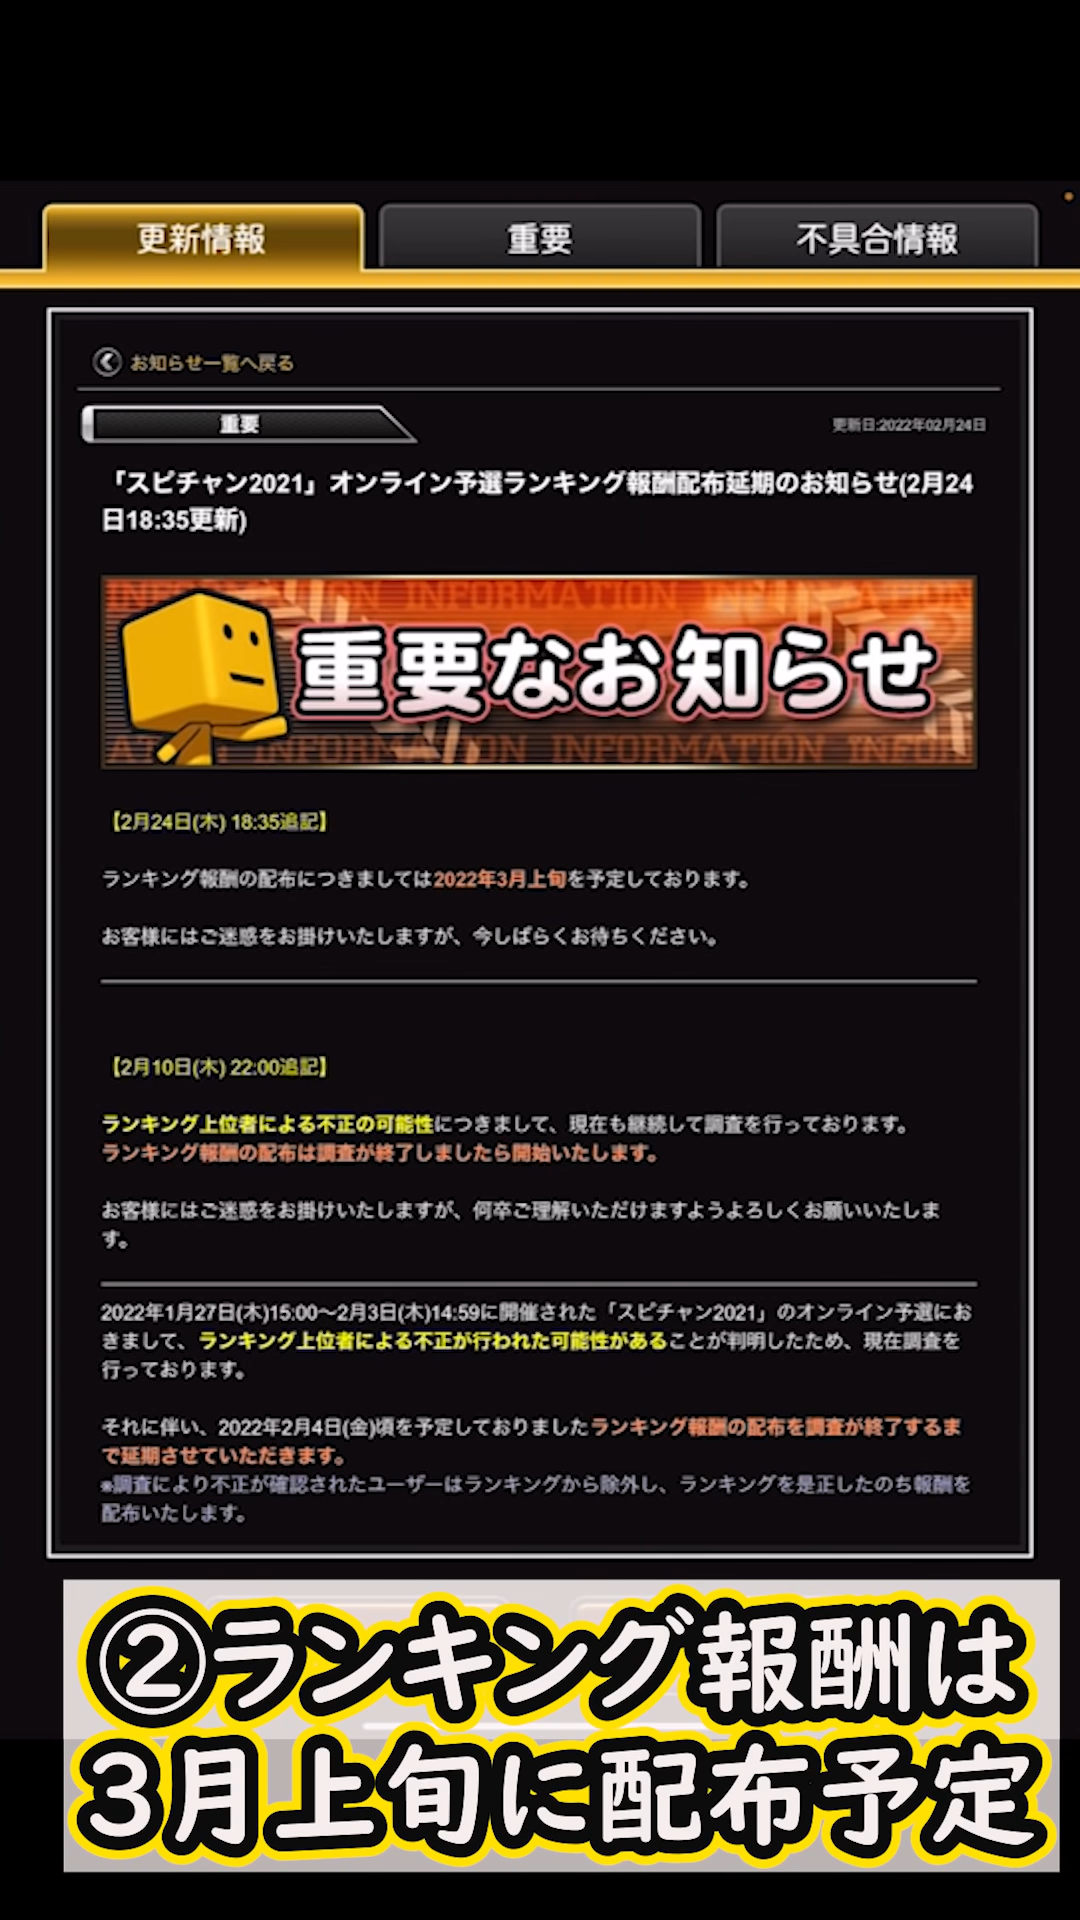 更新情報
重要
不具合情報
お知らせ一覧へ戻る
重要
更新日:2022年02月24日
「スピチャン2021」オンライン予選ランキング報酬配布延期のお知らせ(2月24
日18:35更新)
INFORMATION INFORMATION INFORMATION
重要なお知らせ
INFORMATION INFORMATION
【2月24日(木) 18:35追記】
ランキング報酬の配布につきましては2022年3月上旬を予定しております。
お客様にはご迷惑をお掛けいたしますが、今しばらくお待ちください。
【2月10日(木) 22:00追記】
ランキング上位者による不正の可能性につきまして、現在も継続して調査を行っております。
ランキング報酬の配布は調査が終了しましたら開始いたします。
お客様にはご迷惑をお掛けいたしますが、何卒ご理解いただけますようよろしくお願いいたしま
す。
2022年1月27日(木)15:00～2月3日(木)14:59に開催された「スピチャン2021」のオンライン予選にお
きまして、ランキング上位者による不正が行われた可能性があることが判明したため、現在調査を
行っております。
それに伴い、2022年2月4日(金)頃を予定しておりましたランキング報酬の配布を調査が終了するま
で延期させていただきます。
※調査により不正が確認されたユーザーはランキングから除外し、ランキングを是正したのち報酬を
配布いたします。
②ランキング報酬は
3月上旬に配布予定